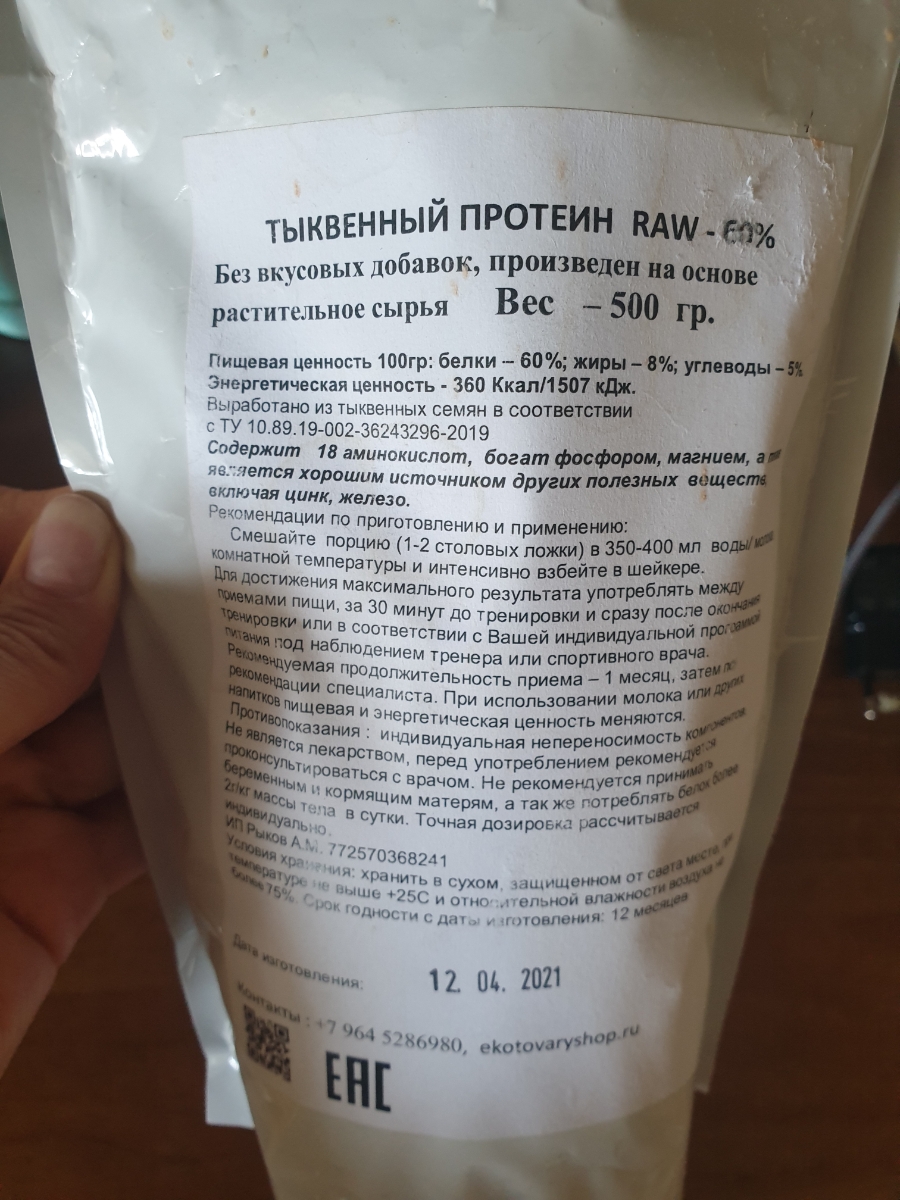 ТЫКВЕННЫЙ ПРОТЕИН RAW - 60%
Без вкусовых добавок, произведен на основе
растительное сырья Вес – 500 гр.
Пищевая ценность 100гр: белки – 60%; жиры – 8%; углеводы – 5%
Энергетическая ценность - 360 Ккал/1507 кДж.
Выработано из тыквенных семян в соответствии
с ТУ 10.89.19-002-36243296-2019
Содержит 18 аминокислот, богат фосфором, магнием, а
является хорошим источником других полезных веществ,
включая цинк, железо.
Рекомендации по приготовлению и применению:
Смешайте порцию (1-2 столовых ложки) в 350-400 мл воды/
комнатной температуры и интенсивно взбейте в шейкере.
Для достижения максимального результата употреблять между
приемами пищи, за 30 минут до тренировки и сразу после окончания
тренировки или в соответствии с Вашей индивидуальной программой
питания под наблюдением тренера или спортивного врача.
Рекомендуемая продолжительность приема – 1 месяц, затем по
рекомендации специалиста. При использовании молока или других
напитков пищевая и энергетическая ценность меняются.
Противопоказания : индивидуальная непереносимость компонентов.
Не является лекарством, перед употреблением рекомендуется
проконсультироваться с врачом. Не рекомендуется принимать
беременным и кормящим матерям, а так же потреблять белок более
2г/кг массы тела в сутки. Точная дозировка рассчитывается
индивидуально.
ИП Рыков А.М. 772570368241
Условия хранения: хранить в сухом, защищенном от света месте, при
температуре не выше +25С и относительной влажности воздуха не
более 75%. Срок годности с даты изготовления: 12 месяцев
Дата изготовления: 12. 04. 2021
Контакты : +7 964 5286980, ekotovaryshop.ru
EAC